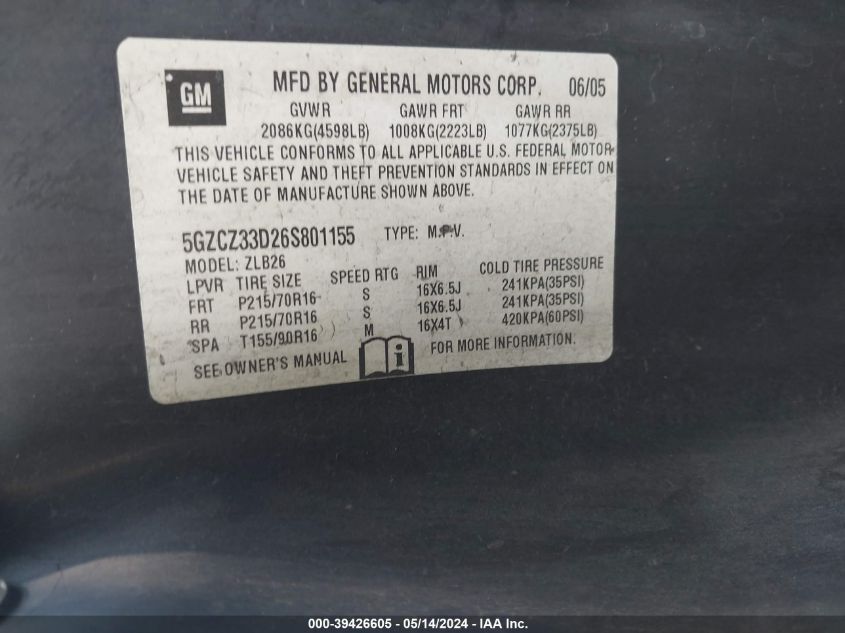 GM
MFD BY GENERAL MOTORS CORP. 06/05
GVWR GAWR FRT GAWR RR
2086KG(4598LB) 1008KG(2223LB) 1077KG(2375LB)
THIS VEHICLE CONFORMS TO ALL APPLICABLE U.S. FEDERAL MOTOR
VEHICLE SAFETY AND THEFT PREVENTION STANDARDS IN EFFECT ON
THE DATE OF MANUFACTURE SHOWN ABOVE.
5GZCZ33D26S801155 TYPE: M.P.V.
MODEL: ZLB26
LPVR TIRE SIZE SPEED RTG RIM COLD TIRE PRESSURE
FRT P215/70R16 S 16X6.5J 241KPA(35PSI)
RR P215/70R16 S 16X6.5J 241KPA(35PSI)
SPA T155/90R16 M 16X4T 420KPA(60PSI)
SEE OWNER'S MANUAL i FOR MORE INFORMATION.
000-39426605 - 05/14/2024 - IAA Inc.